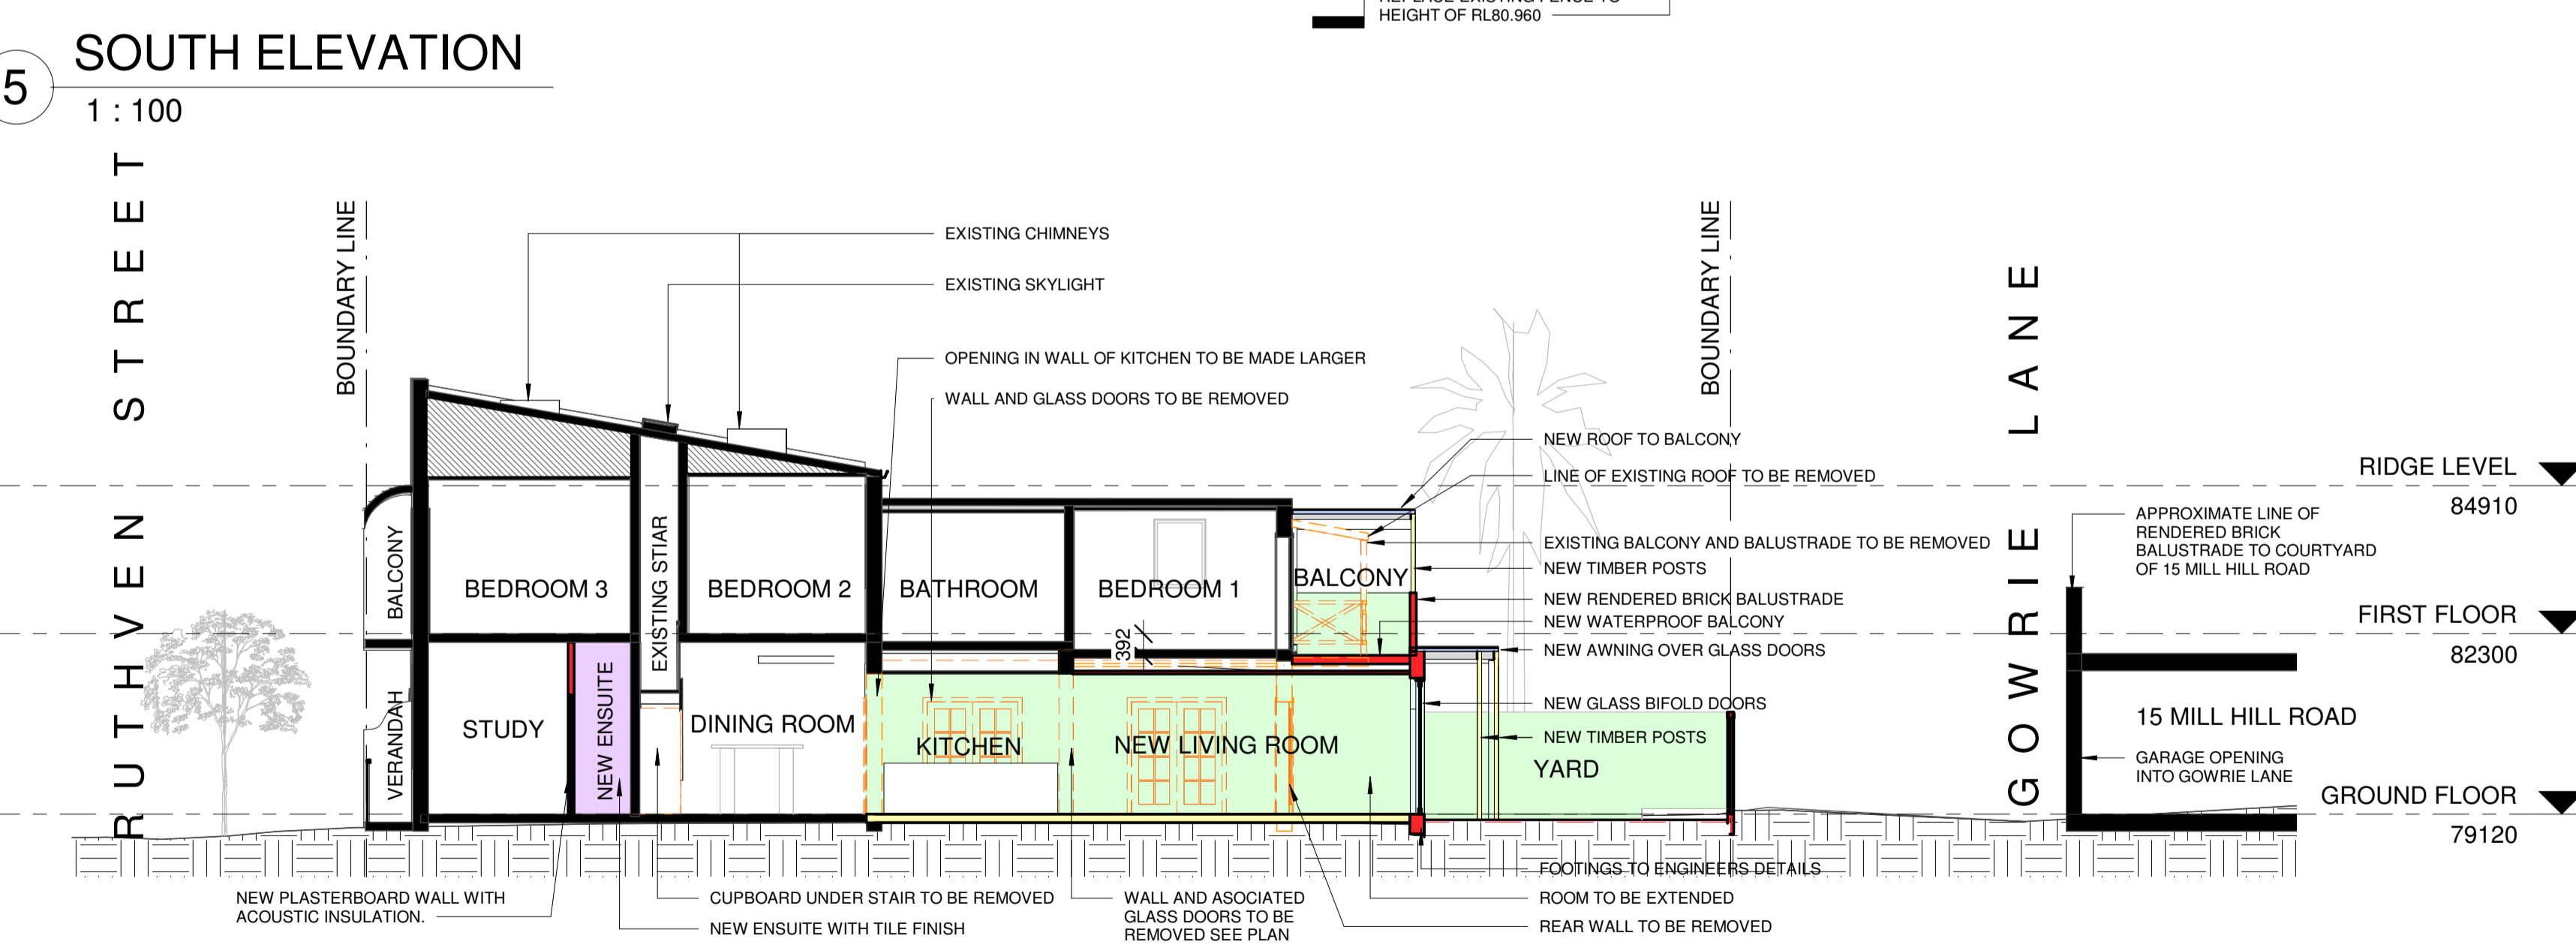 HEIGHT OF RL80.960
5
SOUTH ELEVATION
1 : 100
RUTHVEN STREET
BOUNDARY LINE
EXISTING CHIMNEYS
EXISTING SKYLIGHT
OPENING IN WALL OF KITCHEN TO BE MADE LARGER
WALL AND GLASS DOORS TO BE REMOVED
BOUNDARY LINE
GOWRIE LANE
NEW ROOF TO BALCONY
LINE OF EXISTING ROOF TO BE REMOVED
EXISTING BALCONY AND BALUSTRADE TO BE REMOVED
NEW TIMBER POSTS
NEW RENDERED BRICK BALUSTRADE
NEW WATERPROOF BALCONY
NEW AWNING OVER GLASS DOORS
NEW GLASS BIFOLD DOORS
NEW TIMBER POSTS
YARD
RIDGE LEVEL
84910
APPROXIMATE LINE OF
RENDERED BRICK
BALUSTRADE TO COURTYARD
OF 15 MILL HILL ROAD
FIRST FLOOR
82300
15 MILL HILL ROAD
GARAGE OPENING
INTO GOWRIE LANE
GROUND FLOOR
79120
BALCONY
BEDROOM 3
EXISTING STIAR
BEDROOM 2
BATHROOM
BEDROOM 1
BALCONY
392
VERANDAH
STUDY
NEW ENSUITE
DINING ROOM
KITCHEN
NEW LIVING ROOM
NEW PLASTERBOARD WALL WITH
ACOUSTIC INSULATION.
CUPBOARD UNDER STAIR TO BE REMOVED
NEW ENSUITE WITH TILE FINISH
WALL AND ASOCIATED
GLASS DOORS TO BE
REMOVED SEE PLAN
FOOTINGS TO ENGINEERS DETAILS
ROOM TO BE EXTENDED
REAR WALL TO BE REMOVED